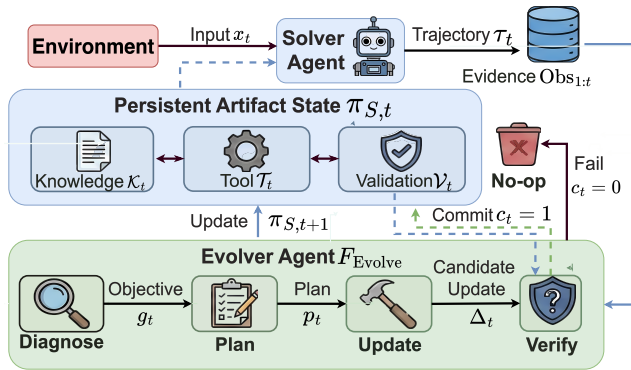 Environment
Input x_t
Solver
Agent
Trajectory τ_t
Evidence Obs_{1:t}
Persistent Artifact State π_{S,t}
Knowledge 𝒦_t
Tool 𝒯_t
Validation 𝒱_t
No-op
Fail
c_t = 0
Update π_{S,t+1}
Commit c_t = 1
Evolver Agent F_{Evolve}
Diagnose
Objective
g_t
Plan
Plan
p_t
Update
Candidate
Update
Δ_t
Verify